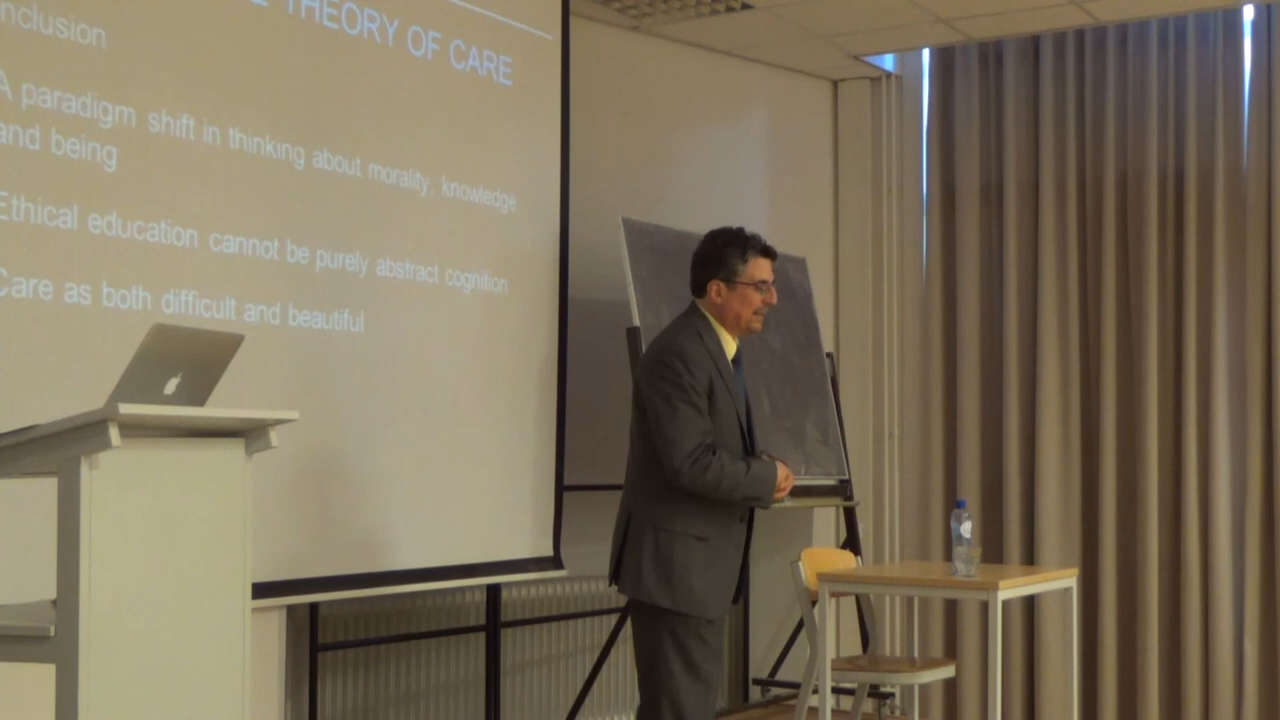 THEORY OF CARE
nclusion
A paradigm shift in thinking about morality, knowledge
and being
Ethical education cannot be purely abstract cognition
Care as both difficult and beautiful